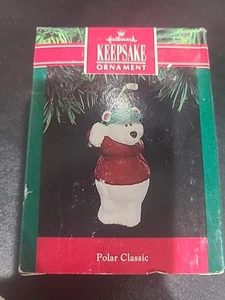 Hallmark
KEEPSAKE
ORNAMENT
Polar Classic